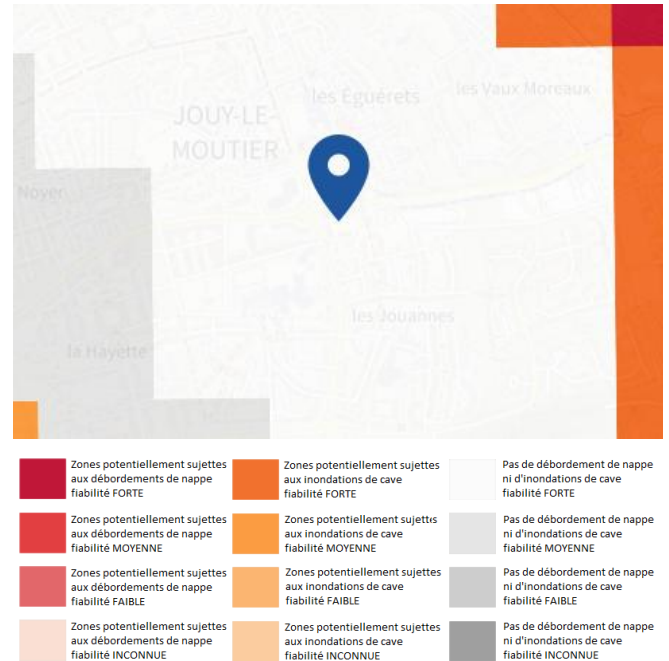 les Éguérets
les Vaux Moreaux
JOUY-LE-
MOUTIER
Noyer
les Jouannes
la Hayette
Zones potentiellement sujettes
aux débordements de nappe
fiabilité FORTE
Zones potentiellement sujettes
aux inondations de cave
fiabilité FORTE
Pas de débordement de nappe
ni d'inondations de cave
fiabilité FORTE
Zones potentiellement sujettes
aux débordements de nappe
fiabilité MOYENNE
Zones potentiellement sujettes
aux inondations de cave
fiabilité MOYENNE
Pas de débordement de nappe
ni d'inondations de cave
fiabilité MOYENNE
Zones potentiellement sujettes
aux débordements de nappe
fiabilité FAIBLE
Zones potentiellement sujettes
aux inondations de cave
fiabilité FAIBLE
Pas de débordement de nappe
ni d'inondations de cave
fiabilité FAIBLE
Zones potentiellement sujettes
aux débordements de nappe
fiabilité INCONNUE
Zones potentiellement sujettes
aux inondations de cave
fiabilité INCONNUE
Pas de débordement de nappe
ni d'inondations de cave
fiabilité INCONNUE